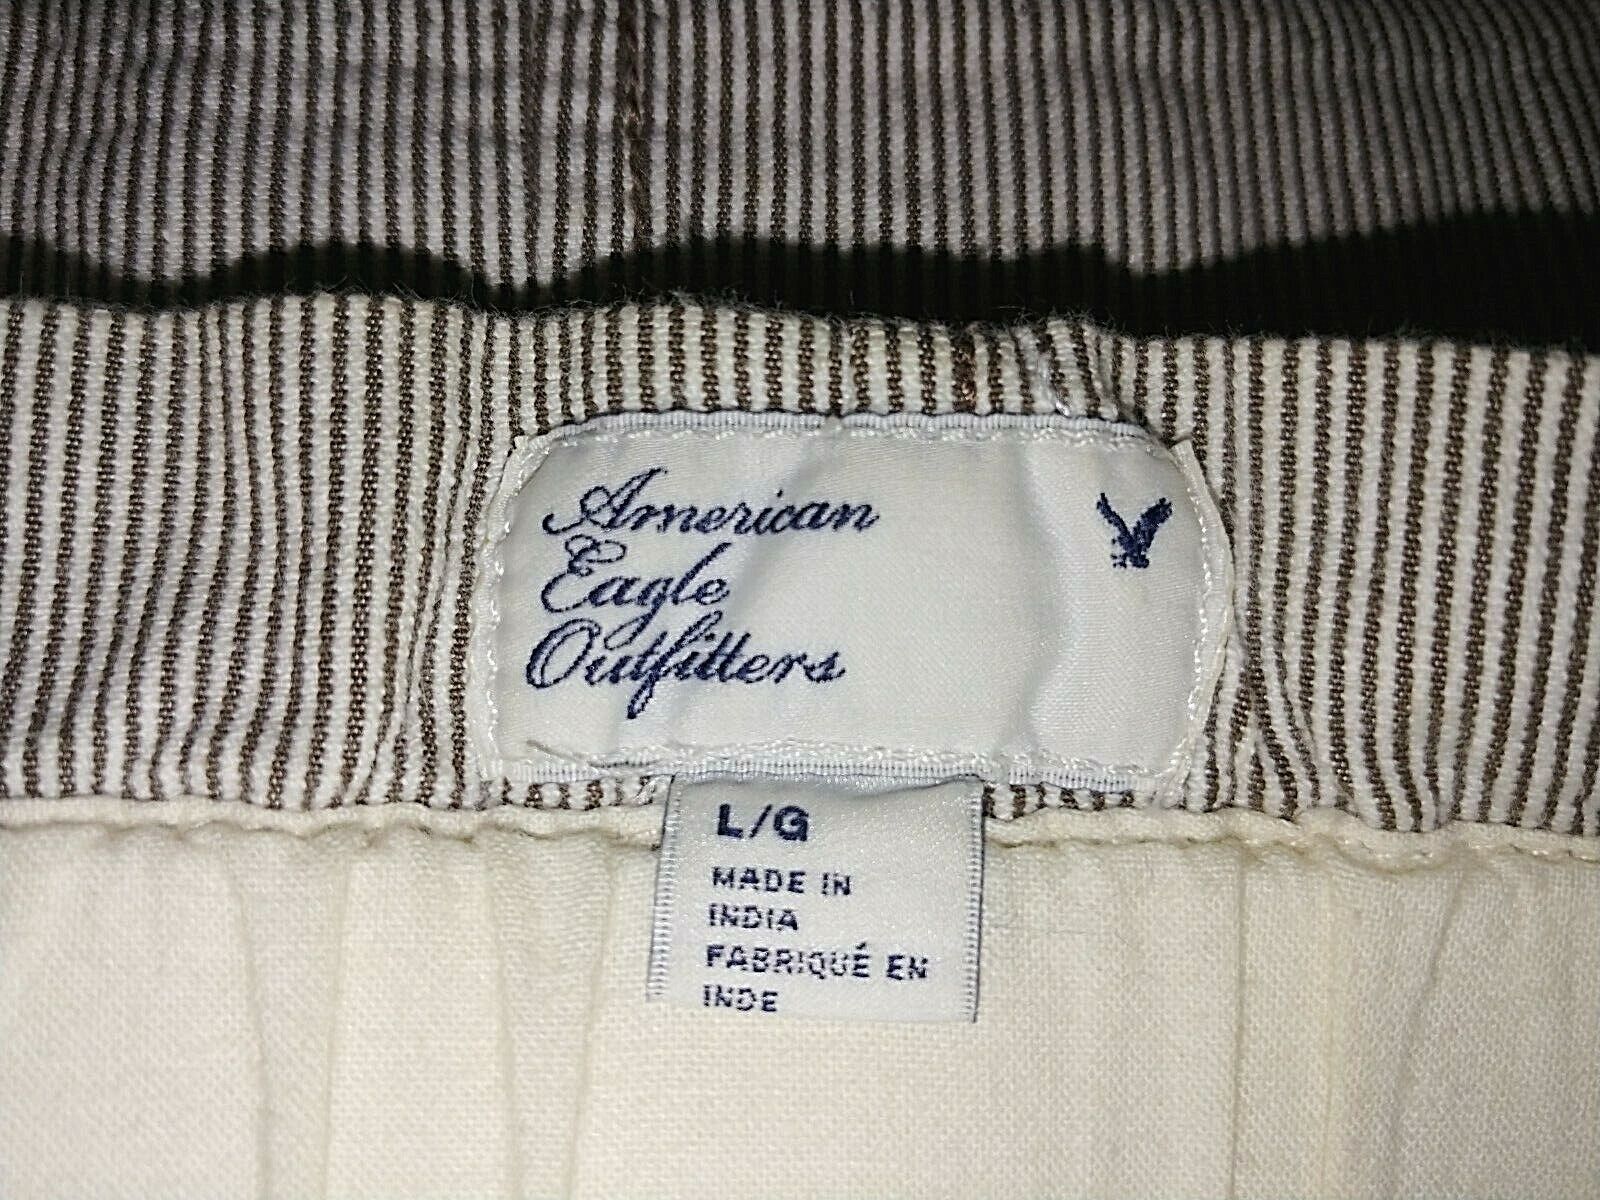 American
Eagle
Outfitters
L/G
MADE IN
INDIA
FABRIQUÉ EN
INDE